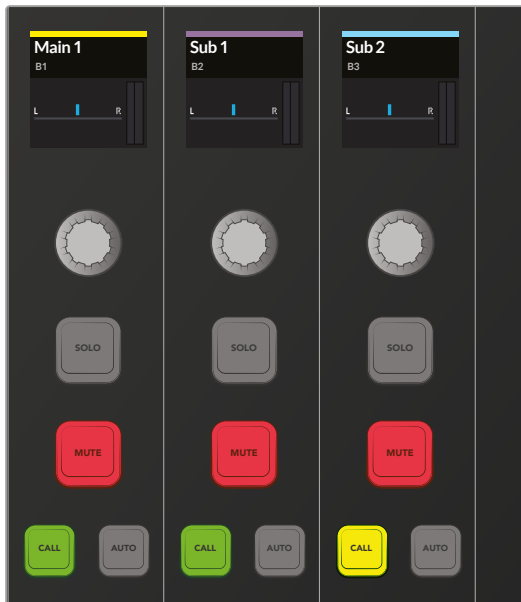 Main 1
B1
L R
SOLO
MUTE
CALL AUTO
Sub 1
B2
L R
SOLO
MUTE
CALL AUTO
Sub 2
B3
L R
SOLO
MUTE
CALL AUTO